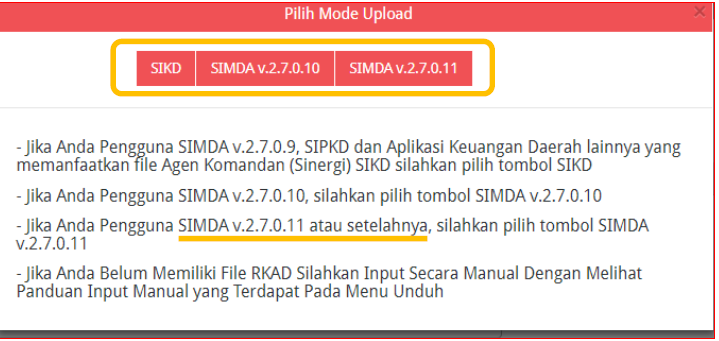 Pilih Mode Upload
×
SIKD SIMDA v.2.7.0.10 SIMDA v.2.7.0.11
- Jika Anda Pengguna SIMDA v.2.7.0.9, SIPKD dan Aplikasi Keuangan Daerah lainnya yang
memanfaatkan file Agen Komandan (Sinergi) SIKD silahkan pilih tombol SIKD
- Jika Anda Pengguna SIMDA v.2.7.0.10, silahkan pilih tombol SIMDA v.2.7.0.10
- Jika Anda Pengguna SIMDA v.2.7.0.11 atau setelahnya, silahkan pilih tombol SIMDA
v.2.7.0.11
- Jika Anda Belum Memiliki File RKAD Silahkan Input Secara Manual Dengan Melihat
Panduan Input Manual yang Terdapat Pada Menu Unduh